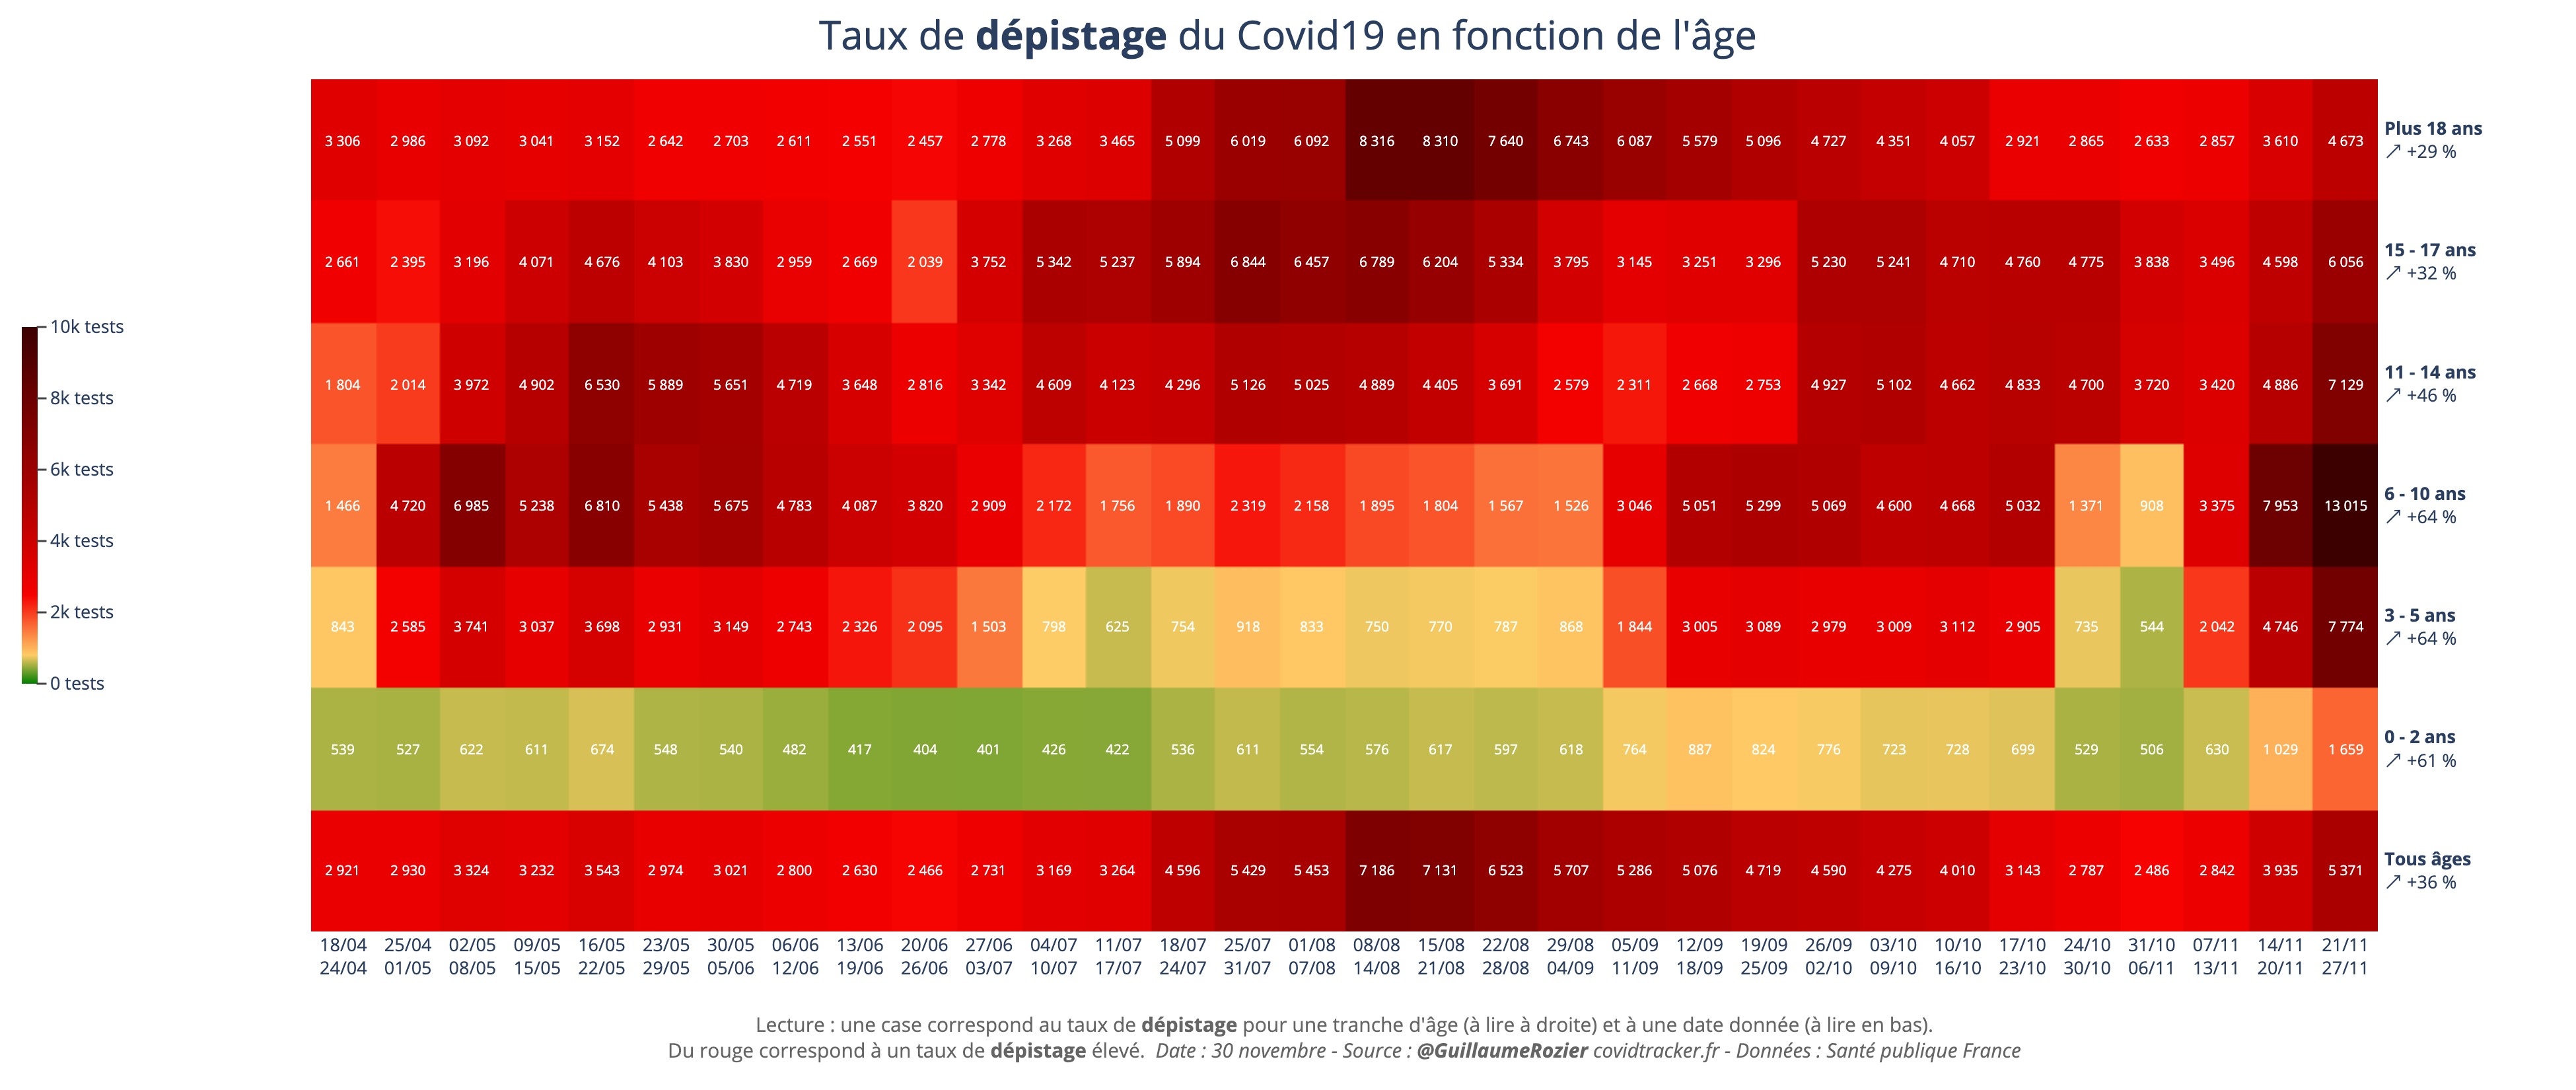 Taux de dépistage du Covid19 en fonction de l'âge
10k tests
8k tests
6k tests
4k tests
2k tests
0 tests
3 306 2 986 3 092 3 041 3 152 2 642 2 703 2 611 2 551 2 457 2 778 3 268 3 465 5 099 6 019 6 092 8 316 8 310 7 640 6 743 6 087 5 579 5 096 4 727 4 351 4 057 2 921 2 865 2 633 2 857 3 610 4 673
Plus 18 ans
↗ +29 %
2 661 2 395 3 196 4 071 4 676 4 103 3 830 2 959 2 669 2 039 3 752 5 342 5 237 5 894 6 844 6 457 6 789 6 204 5 334 3 795 3 145 3 251 3 296 5 230 5 241 4 710 4 760 4 775 3 838 3 496 4 598 6 056
15 - 17 ans
↗ +32 %
1 804 2 014 3 972 4 902 6 530 5 889 5 651 4 719 3 648 2 816 3 342 4 609 4 123 4 296 5 126 5 025 4 889 4 405 3 691 2 579 2 311 2 668 2 753 4 927 5 102 4 662 4 833 4 700 3 720 3 420 4 886 7 129
11 - 14 ans
↗ +46 %
1 466 4 720 6 985 5 238 6 810 5 438 5 675 4 783 4 087 3 820 2 909 2 172 1 756 1 890 2 319 2 158 1 895 1 804 1 567 1 526 3 046 5 051 5 299 5 069 4 600 4 668 5 032 1 371 908 3 375 7 953 13 015
6 - 10 ans
↗ +64 %
843 2 585 3 741 3 037 3 698 2 931 3 149 2 743 2 326 2 095 1 503 798 625 754 918 833 750 770 787 868 1 844 3 005 3 089 2 979 3 009 3 112 2 905 735 544 2 042 4 746 7 774
3 - 5 ans
↗ +64 %
539 527 622 611 674 548 540 482 417 404 401 426 422 536 611 554 576 617 597 618 764 887 824 776 723 728 699 529 506 630 1 029 1 659
0 - 2 ans
↗ +61 %
2 921 2 930 3 324 3 232 3 543 2 974 3 021 2 800 2 630 2 466 2 731 3 169 3 264 4 596 5 429 5 453 7 186 7 131 6 523 5 707 5 286 5 076 4 719 4 590 4 275 4 010 3 143 2 787 2 486 2 842 3 935 5 371
Tous âges
↗ +36 %
18/04 25/04 02/05 09/05 16/05 23/05 30/05 06/06 13/06 20/06 27/06 04/07 11/07 18/07 25/07 01/08 08/08 15/08 22/08 29/08 05/09 12/09 19/09 26/09 03/10 10/10 17/10 24/10 31/10 07/11 14/11 21/11
24/04 01/05 08/05 15/05 22/05 29/05 05/06 12/06 19/06 26/06 03/07 10/07 17/07 24/07 31/07 07/08 14/08 21/08 28/08 04/09 11/09 18/09 25/09 02/10 09/10 16/10 23/10 30/10 06/11 13/11 20/11 27/11
Lecture : une case correspond au taux de dépistage pour une tranche d'âge (à lire à droite) et à une date donnée (à lire en bas).
Du rouge correspond à un taux de dépistage élevé. Date : 30 novembre - Source : @GuillaumeRozier covidtracker.fr - Données : Santé publique France